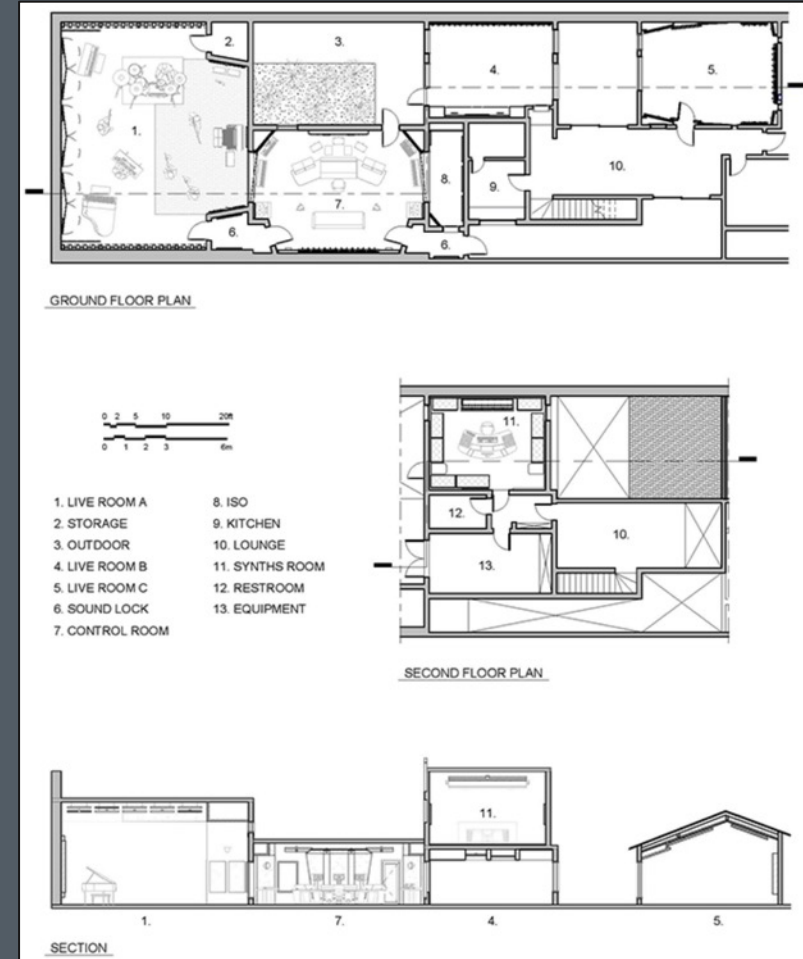 2.
3.
4.
5.
1.
10.
8.
9.
7.
6.
6.
GROUND FLOOR PLAN
0 2 5 10 20ft
0 1 2 3 6m
11.
12.
10.
13.
1. LIVE ROOM A
2. STORAGE
3. OUTDOOR
4. LIVE ROOM B
5. LIVE ROOM C
6. SOUND LOCK
7. CONTROL ROOM
8. ISO
9. KITCHEN
10. LOUNGE
11. SYNTHS ROOM
12. RESTROOM
13. EQUIPMENT
SECOND FLOOR PLAN
11.
1. 7. 4. 5.
SECTION